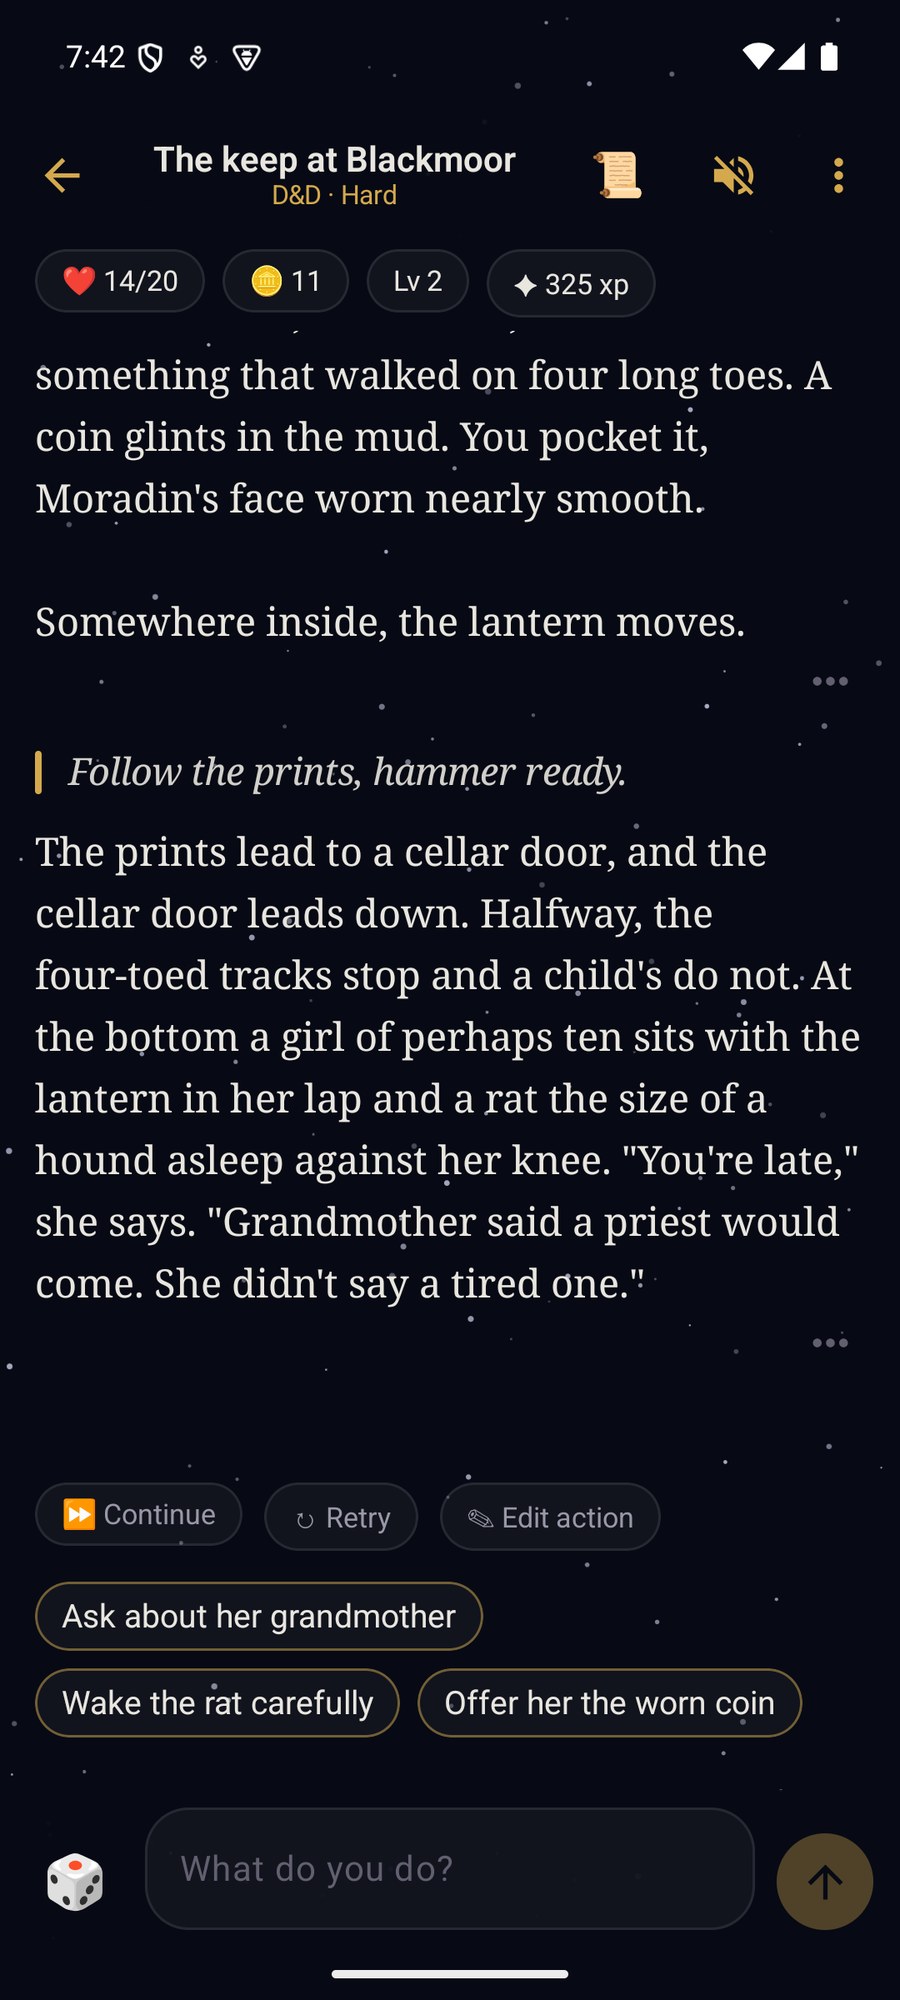 7:42
The keep at Blackmoor
D&D · Hard
14/20
11
Lv 2
325 xp
something that walked on four long toes. A
coin glints in the mud. You pocket it,
Moradin's face worn nearly smooth.
Somewhere inside, the lantern moves.
Follow the prints, hammer ready.
The prints lead to a cellar door, and the
cellar door leads down. Halfway, the
four-toed tracks stop and a child's do not. At
the bottom a girl of perhaps ten sits with the
lantern in her lap and a rat the size of a
hound asleep against her knee. "You're late,"
she says. "Grandmother said a priest would
come. She didn't say a tired one."
Continue
Retry
Edit action
Ask about her grandmother
Wake the rat carefully
Offer her the worn coin
What do you do?